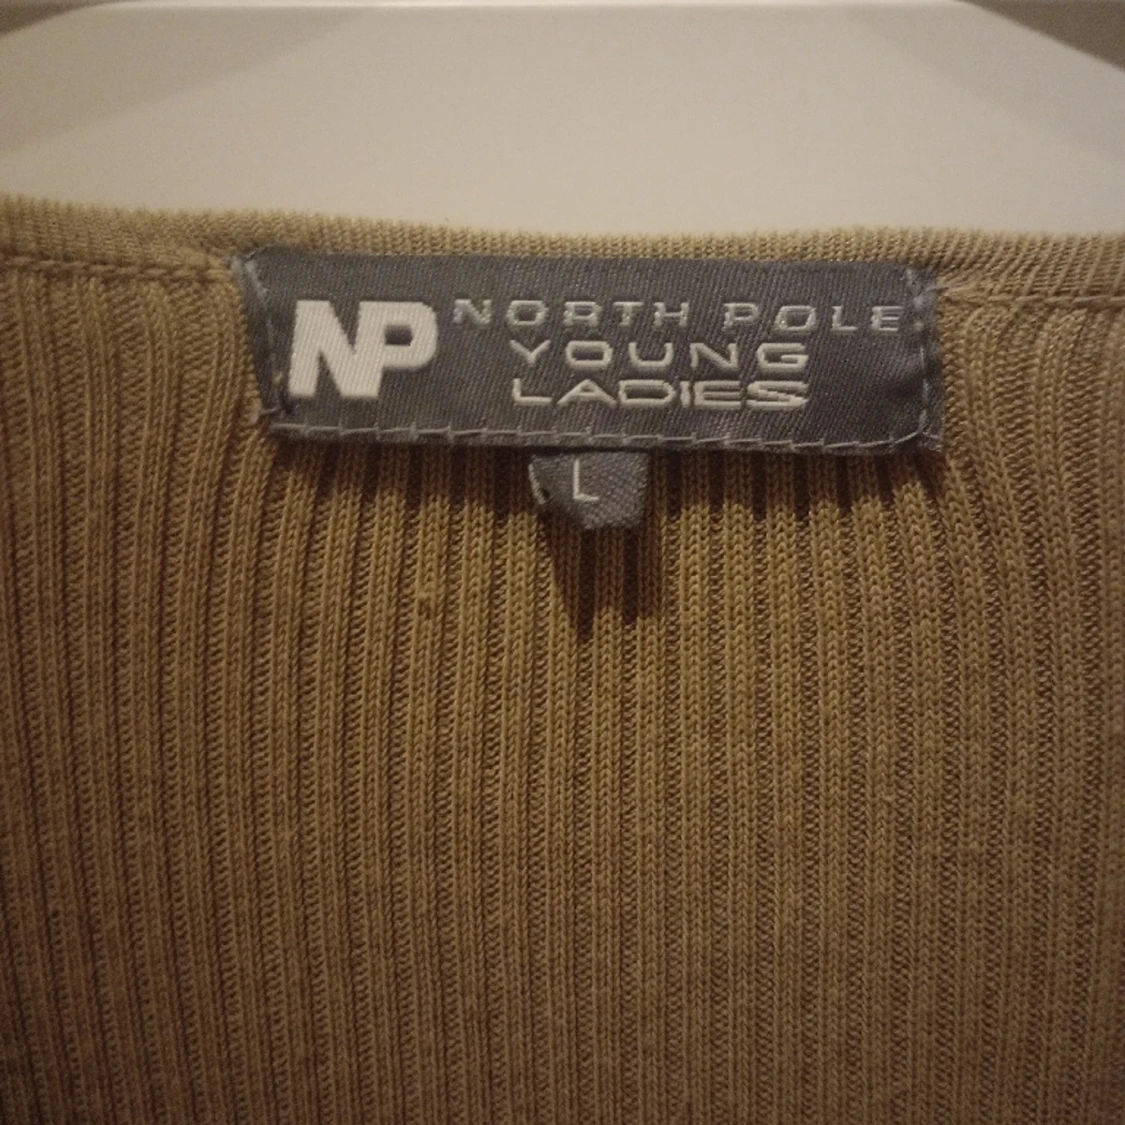 NP NORTH POLE
YOUNG
LADIES
L